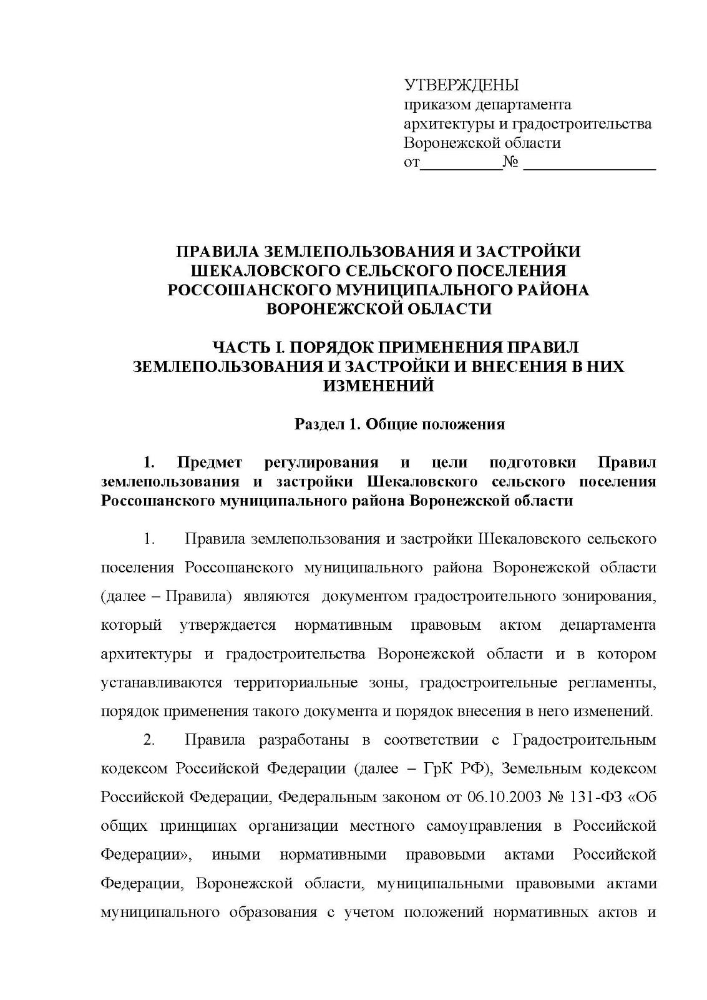 УТВЕРЖДЕНЫ
приказом департамента
архитектуры и градостроительства
Воронежской области
от__________№ ________________
ПРАВИЛА ЗЕМЛЕПОЛЬЗОВАНИЯ И ЗАСТРОЙКИ
ШЕКАЛОВСКОГО СЕЛЬСКОГО ПОСЕЛЕНИЯ
РОССОШАНСКОГО МУНИЦИПАЛЬНОГО РАЙОНА
ВОРОНЕЖСКОЙ ОБЛАСТИ
ЧАСТЬ I. ПОРЯДОК ПРИМЕНЕНИЯ ПРАВИЛ
ЗЕМЛЕПОЛЬЗОВАНИЯ И ЗАСТРОЙКИ И ВНЕСЕНИЯ В НИХ
ИЗМЕНЕНИЙ
Раздел 1. Общие положения
1. Предмет регулирования и цели подготовки Правил
землепользования и застройки Шекаловского сельского поселения
Россошанского муниципального района Воронежской области
1. Правила землепользования и застройки Шекаловского сельского
поселения Россошанского муниципального района Воронежской области
(далее – Правила) являются документом градостроительного зонирования,
который утверждается нормативным правовым актом департамента
архитектуры и градостроительства Воронежской области и в котором
устанавливаются территориальные зоны, градостроительные регламенты,
порядок применения такого документа и порядок внесения в него изменений.
2. Правила разработаны в соответствии с Градостроительным
кодексом Российской Федерации (далее – ГрК РФ), Земельным кодексом
Российской Федерации, Федеральным законом от 06.10.2003 № 131-ФЗ «Об
общих принципах организации местного самоуправления в Российской
Федерации», иными нормативными правовыми актами Российской
Федерации, Воронежской области, муниципальными правовыми актами
муниципального образования с учетом положений нормативных актов и